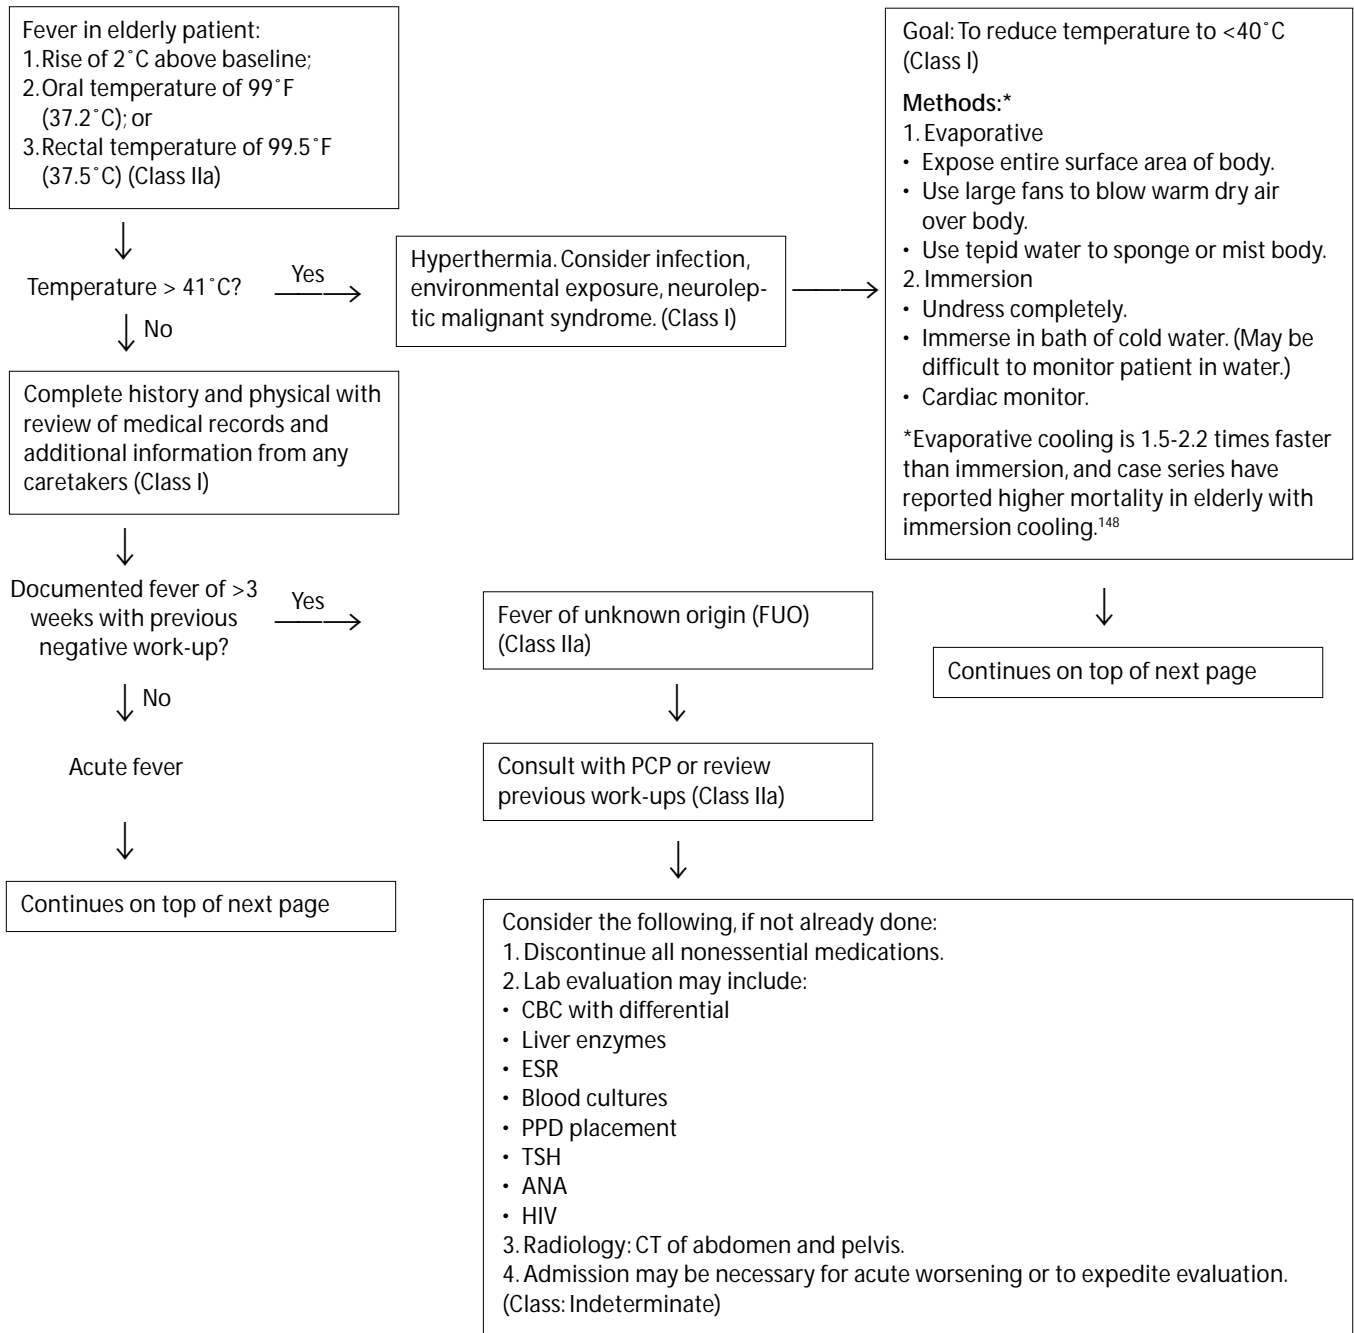 Fever in elderly patient:
1. Rise of 2˚C above baseline;
2. Oral temperature of 99˚F
(37.2˚C); or
3. Rectal temperature of 99.5˚F
(37.5˚C) (Class IIa)
Temperature > 41˚C?
Yes
No
Hyperthermia. Consider infection,
environmental exposure, neurolep-
tic malignant syndrome. (Class I)
Goal: To reduce temperature to <40˚C
(Class I)
Methods:*
1. Evaporative
• Expose entire surface area of body.
• Use large fans to blow warm dry air
over body.
• Use tepid water to sponge or mist body.
2. Immersion
• Undress completely.
• Immerse in bath of cold water. (May be
difficult to monitor patient in water.)
• Cardiac monitor.
*Evaporative cooling is 1.5-2.2 times faster
than immersion, and case series have
reported higher mortality in elderly with
immersion cooling.148
Continues on top of next page
Complete history and physical with
review of medical records and
additional information from any
caretakers (Class I)
Documented fever of >3
weeks with previous
negative work-up?
Yes
No
Acute fever
Continues on top of next page
Fever of unknown origin (FUO)
(Class IIa)
Consult with PCP or review
previous work-ups (Class IIa)
Consider the following, if not already done:
1. Discontinue all nonessential medications.
2. Lab evaluation may include:
• CBC with differential
• Liver enzymes
• ESR
• Blood cultures
• PPD placement
• TSH
• ANA
• HIV
3. Radiology: CT of abdomen and pelvis.
4. Admission may be necessary for acute worsening or to expedite evaluation.
(Class: Indeterminate)